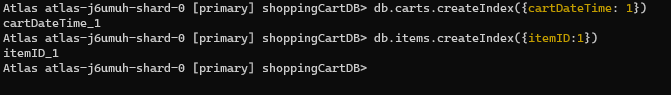 Atlas atlas-j6umuh-shard-0 [primary] shoppingCartDB> db.carts.createIndex({cartDateTime: 1})
cartDateTime_1
Atlas atlas-j6umuh-shard-0 [primary] shoppingCartDB> db.items.createIndex({itemID:1})
itemID_1
Atlas atlas-j6umuh-shard-0 [primary] shoppingCartDB>